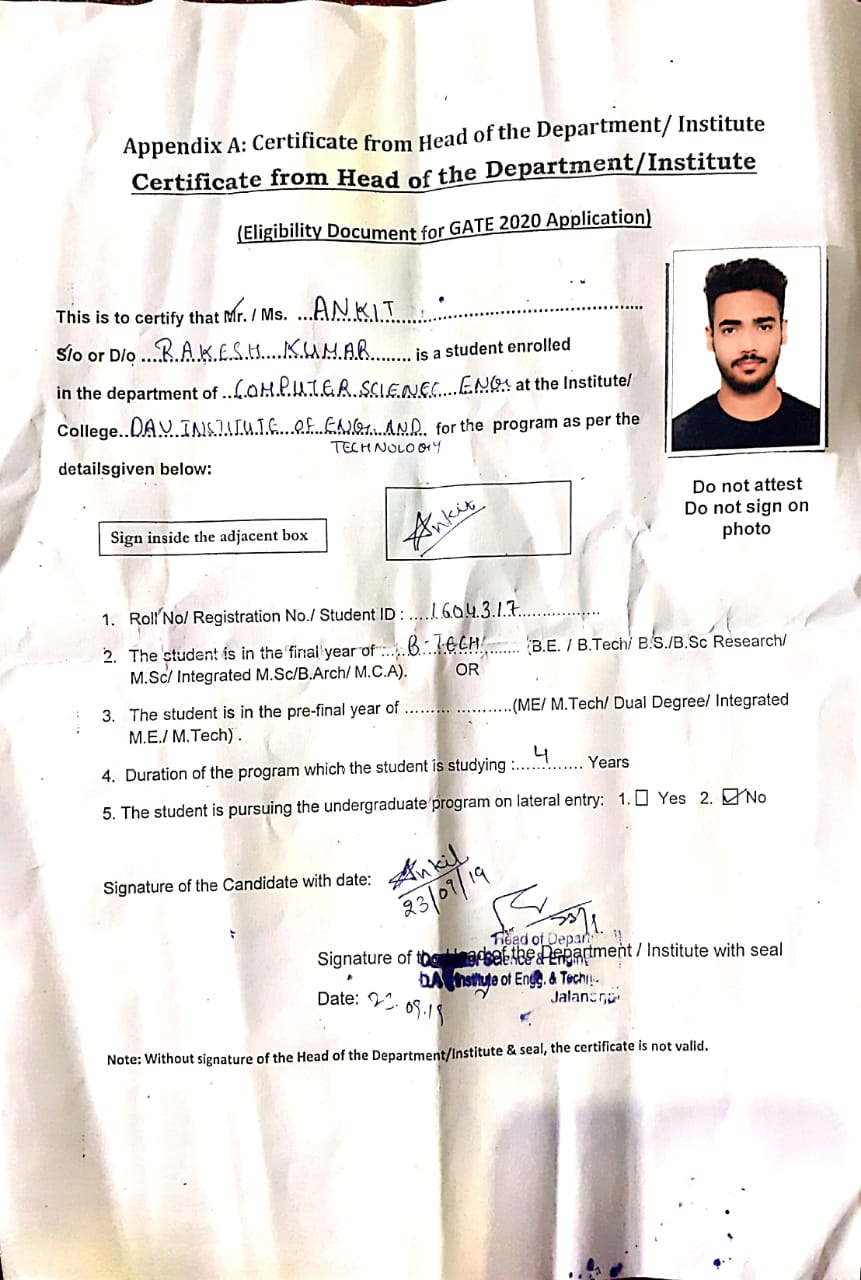 Appendix A: Certificate from Head of the Department/ Institute
Certificate from Head of the Department/Institute
(Eligibility Document for GATE 2020 Application)
This is to certify that Mr. / Ms. ...ANKIT...
S/o or D/o ...RAKESH KUMAR........ is a student enrolled
in the department of ..COMPUTER SCIENCE ENGG at the Institute/
College..DAV INSTITUTE OF ENGG. AND for the program as per the
TECHNOLOGY
detailsgiven below:
Do not attest
Do not sign on
photo
Sign inside the adjacent box
Ankit
1. Roll No/ Registration No./ Student ID : ....1604317...............
2. The student is in the final year of :...B-TECH......... (B.E. / B.Tech/ B.S./B.Sc Research/
M.Sc/ Integrated M.Sc/B.Arch/ M.C.A). OR
3. The student is in the pre-final year of ......... ...........(ME/ M.Tech/ Dual Degree/ Integrated
M.E./ M.Tech) .
4. Duration of the program which the student is studying :.....4....... Years
5. The student is pursuing the undergraduate program on lateral entry: 1. ☐ Yes 2. ☑ No
Signature of the Candidate with date: Ankit
23/09/19
Head of Depar
Signature of the Head of the Department / Institute with seal
Institute of Engg. & Tech
Date: 23.09.19
Note: Without signature of the Head of the Department/Institute & seal, the certificate is not valid.